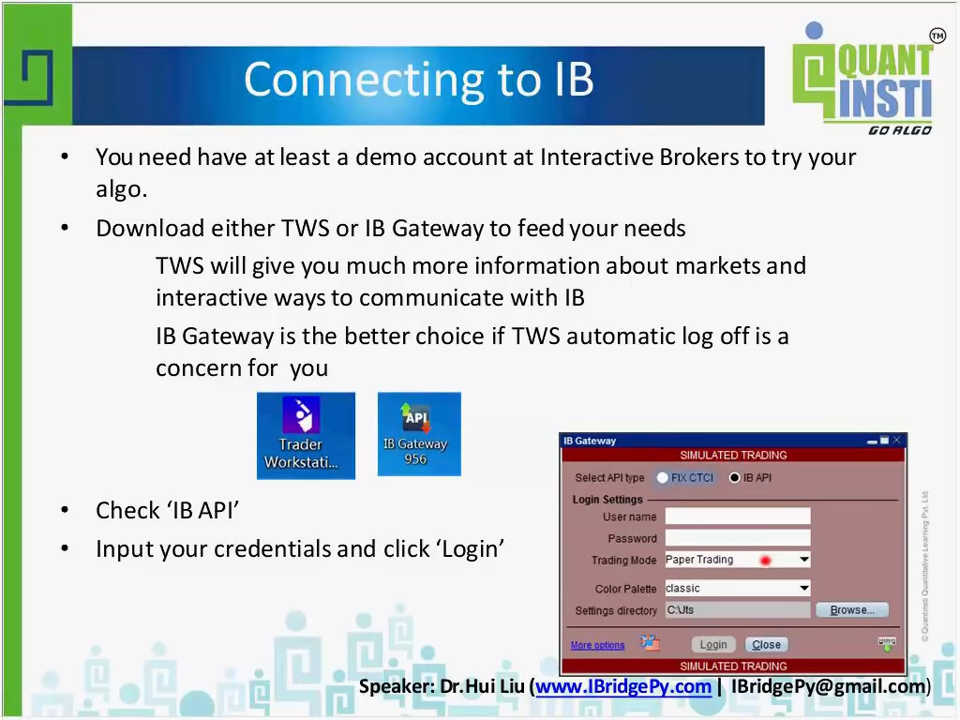 Connecting to IB
QUANT
INSTI
GO ALGO
TM
• You need have at least a demo account at Interactive Brokers to try your
algo.
• Download either TWS or IB Gateway to feed your needs
TWS will give you much more information about markets and
interactive ways to communicate with IB
IB Gateway is the better choice if TWS automatic log off is a
concern for you
Trader
Workstati...
API
IB Gateway
956
• Check ‘IB API’
• Input your credentials and click ‘Login’
IB Gateway
SIMULATED TRADING
Select API type FIX CTCI IB API
Login Settings
User name
Password
Trading Mode Paper Trading
Color Palette classic
Settings directory C:\Jts Browse...
More options Login Close
SIMULATED TRADING
© QuantInsti Quantitative Learning Pvt. Ltd.
Speaker: Dr.Hui Liu (www.IBridgePy.com | IBridgePy@gmail.com)